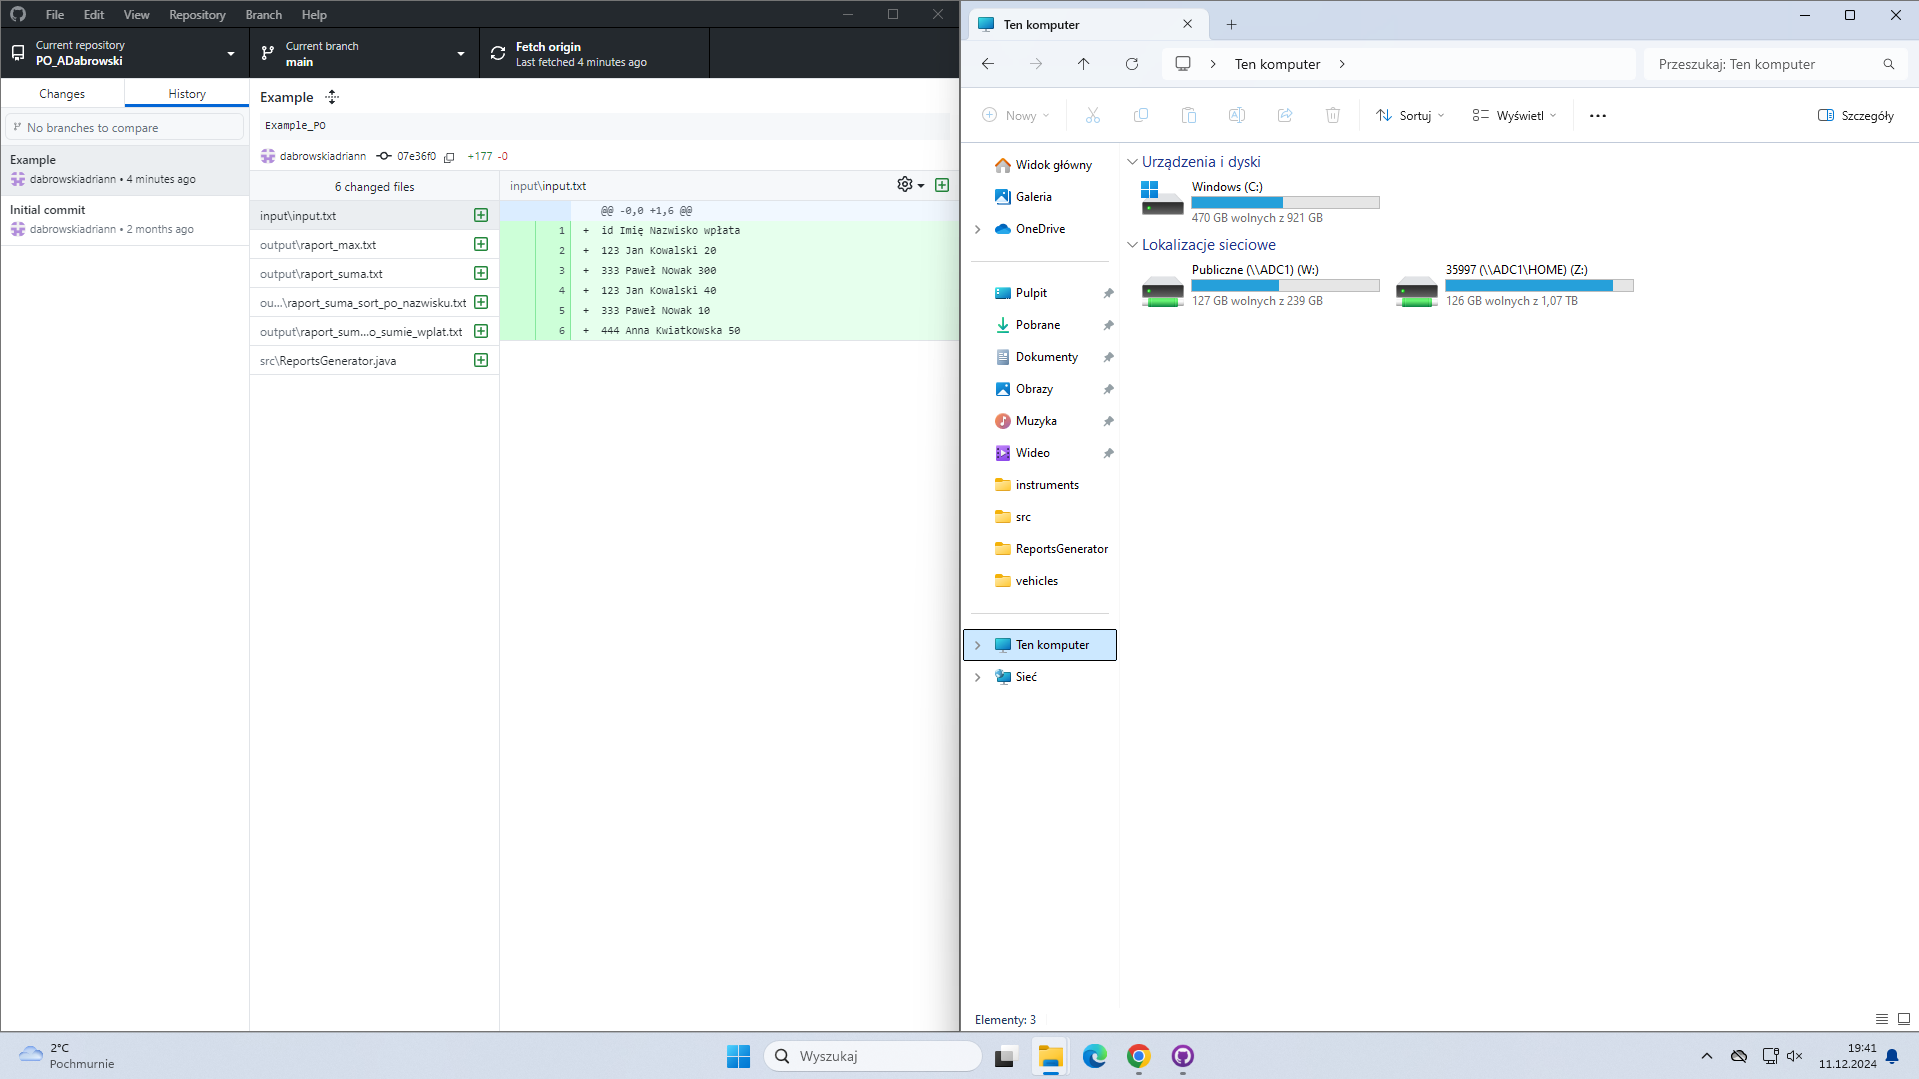 File Edit View Repository Branch Help
Current repository
PO_ADabrowski
Current branch
main
Fetch origin
Last fetched 4 minutes ago
Changes
History
No branches to compare
Example
dabrowskiadriann • 4 minutes ago
Initial commit
dabrowskiadriann • 2 months ago
Example
Example_PO
dabrowskiadriann 07e36f0 +177 -0
6 changed files
input\input.txt
output\raport_max.txt
output\raport_suma.txt
ou...\raport_suma_sort_po_nazwisku.txt
output\raport_sum...o_sumie_wplat.txt
src\ReportsGenerator.java
input\input.txt
@@ -0,0 +1,6 @@
1 + id Imię Nazwisko wpłata
2 + 123 Jan Kowalski 20
3 + 333 Paweł Nowak 300
4 + 123 Jan Kowalski 40
5 + 333 Paweł Nowak 10
6 + 444 Anna Kwiatkowska 50
Ten komputer
Ten komputer
Przeszukaj: Ten komputer
Nowy
Sortuj
Wyświetl
Szczegóły
Widok główny
Galeria
OneDrive
Pulpit
Pobrane
Dokumenty
Obrazy
Muzyka
Wideo
instruments
src
ReportsGenerator
vehicles
Ten komputer
Sieć
Urządzenia i dyski
Windows (C:)
470 GB wolnych z 921 GB
Lokalizacje sieciowe
Publiczne (\\ADC1) (W:)
127 GB wolnych z 239 GB
35997 (\\ADC1\HOME) (Z:)
126 GB wolnych z 1,07 TB
Elementy: 3
2°C
Pochmurnie
Wyszukaj
19:41
11.12.2024